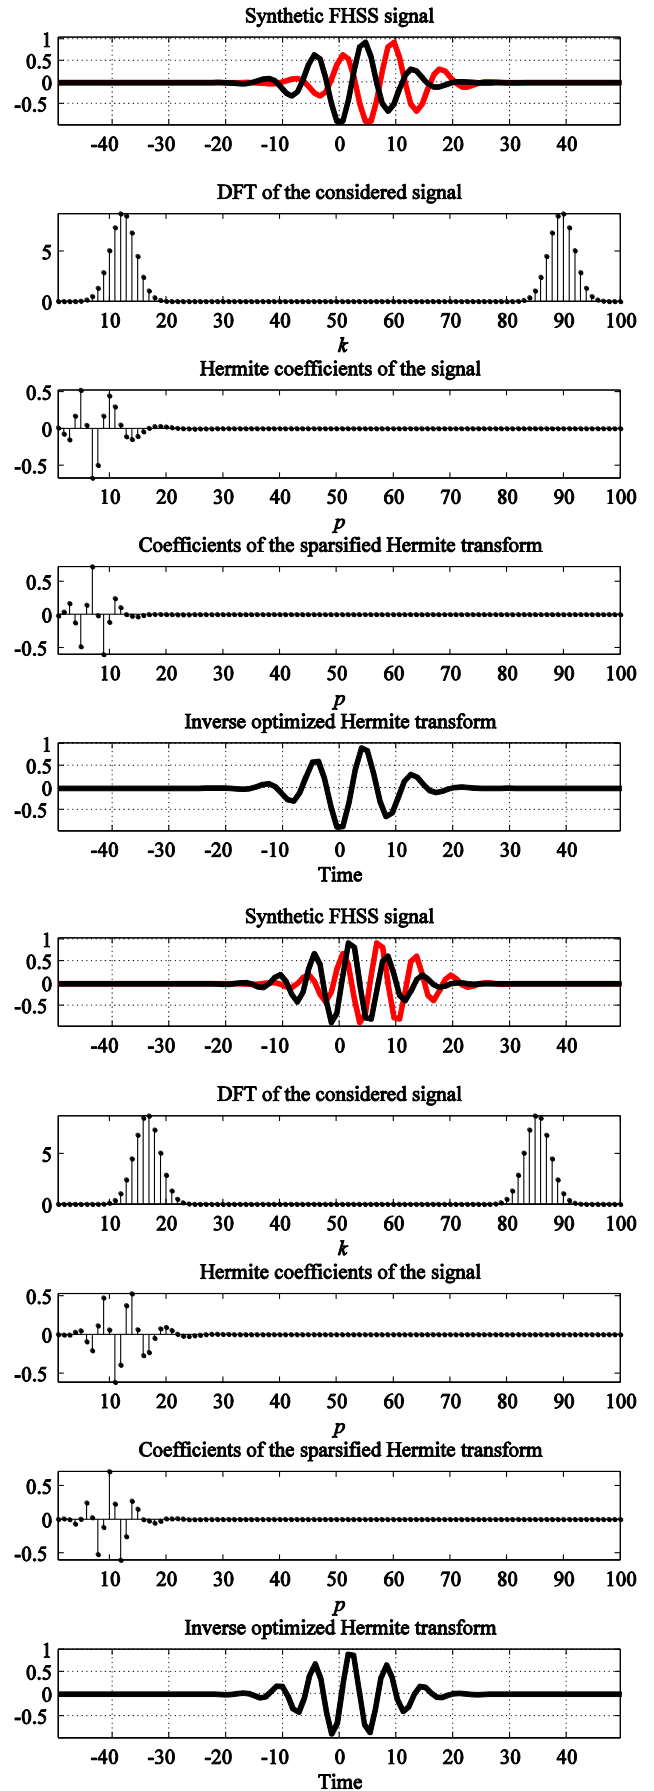 Synthetic FHSS signal
1
0.5
0
-0.5
-40 -30 -20 -10 0 10 20 30 40
DFT of the considered signal
5
0
10 20 30 40 50 60 70 80 90 100
k
Hermite coefficients of the signal
0.5
0
-0.5
10 20 30 40 50 60 70 80 90 100
p
Coefficients of the sparsified Hermite transform
0.5
0
-0.5
10 20 30 40 50 60 70 80 90 100
p
Inverse optimized Hermite transform
1
0.5
0
-0.5
-40 -30 -20 -10 0 10 20 30 40
Time
Synthetic FHSS signal
1
0.5
0
-0.5
-40 -30 -20 -10 0 10 20 30 40
DFT of the considered signal
5
0
10 20 30 40 50 60 70 80 90 100
k
Hermite coefficients of the signal
0.5
0
-0.5
10 20 30 40 50 60 70 80 90 100
p
Coefficients of the sparsified Hermite transform
0.5
0
-0.5
10 20 30 40 50 60 70 80 90 100
p
Inverse optimized Hermite transform
1
0.5
0
-0.5
-40 -30 -20 -10 0 10 20 30 40
Time